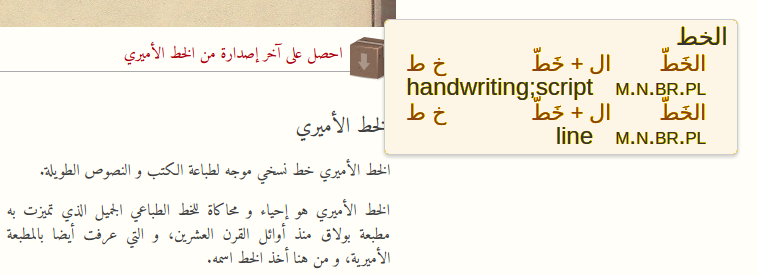 احصل على آخر إصدارة من الخط الأميري
الخط الأميري
الخط الأميري خط نسخي موجه لطباعة الكتب و النصوص الطويلة.
الخط الأميري هو إحياء و محاكاة للخط الطباعي الجميل الذي تميزت به
مطبعة بولاق منذ أوائل القرن العشرين، و التي عرفت أيضا بالمطبعة
الأميرية، و من هنا أخذ الخط اسمه.
الخط
الخَطّ ال + خَطّ خ ط
handwriting;script M.N.BR.PL
الخَطّ ال + خَطّ خ ط
line M.N.BR.PL